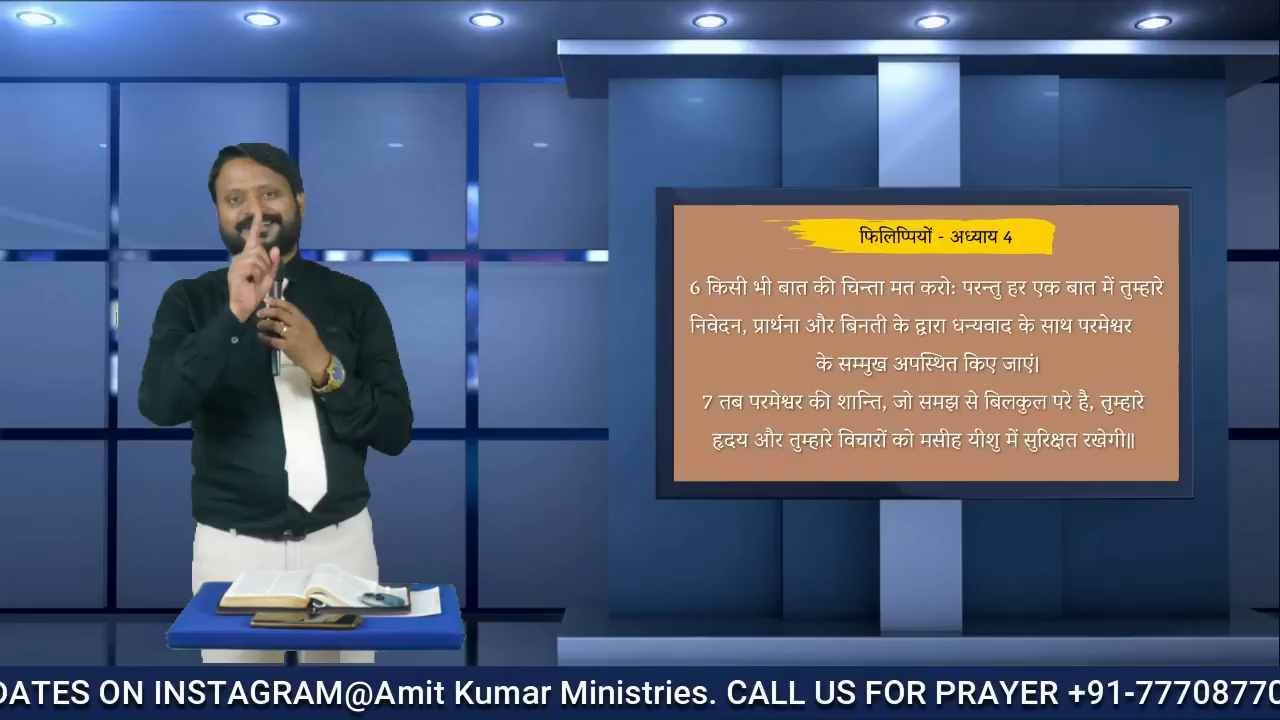 फिलिप्पियों - अध्याय 4
6 किसी भी बात की चिन्ता मत करो: परन्तु हर एक बात में तुम्हारे
निवेदन, प्रार्थना और बिनती के द्वारा धन्यवाद के साथ परमेश्वर
के सम्मुख अपस्थित किए जाएं।
7 तब परमेश्वर की शान्ति, जो समझ से बिलकुल परे है, तुम्हारे
हृदय और तुम्हारे विचारों को मसीह यीशु में सुरिक्षत रखेगी॥
DATES ON INSTAGRAM@Amit Kumar Ministries. CALL US FOR PRAYER +91-77708770